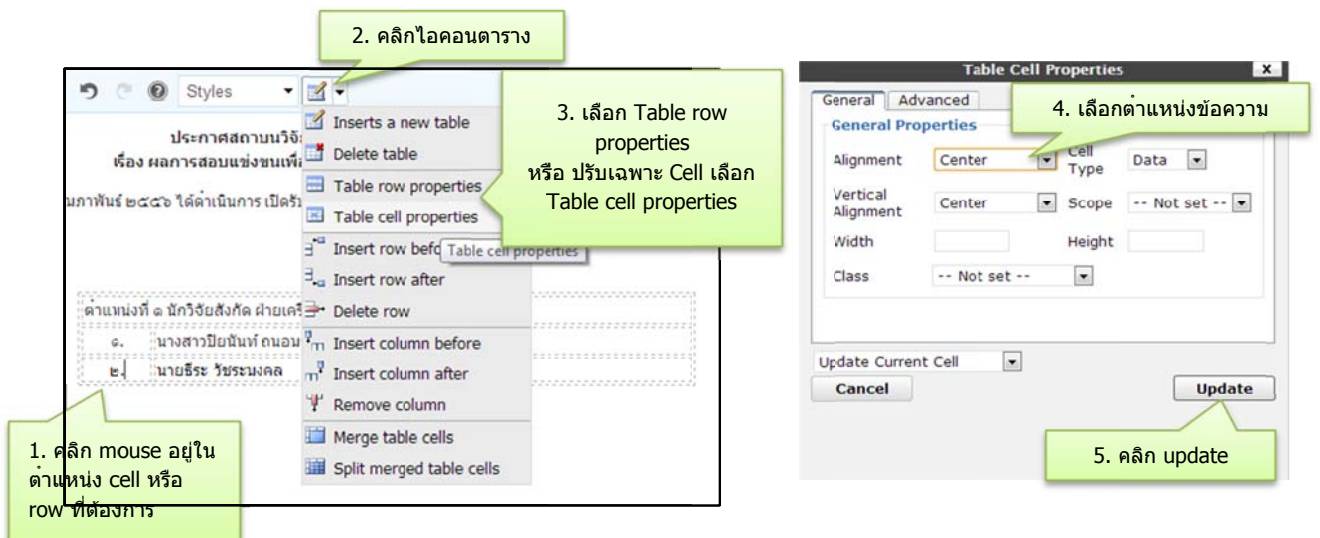 2. คลิกไอคอนตาราง
Styles
Inserts a new table
Delete table
Table row properties
Table cell properties
Insert row befo
Table cell properties
Insert row after
Delete row
Insert column before
Insert column after
Remove column
Merge table cells
Split merged table cells
ประกาศสถาบันวิจั
เรื่อง ผลการสอบแข่งขันเพื่
มภาพันธ์ ๒๕๕๖ ได้ดำเนินการเปิดรั
ตำแหน่งที่ ๑ นักวิจัยสังกัด ฝ่ายเครื
๑. นางสาวปิยนันท์ ถนอม
๒. นายธีระ วัชระมงคล
1. คลิก mouse อยู่ใน
ตำแหน่ง cell หรือ
row ที่ต้องการ
3. เลือก Table row
properties
หรือ ปรับเฉพาะ Cell เลือก
Table cell properties
Table Cell Properties x
General Advanced
4. เลือกตำแหน่งข้อความ
General Properties
Alignment Center Cell Type Data
Vertical Alignment Center Scope -- Not set --
Width Height
Class -- Not set --
Update Current Cell
Cancel Update
5. คลิก update